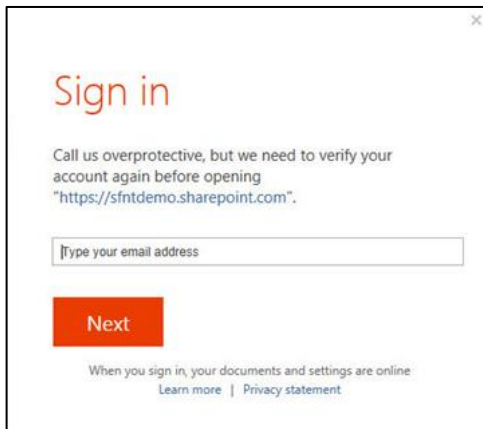 Sign in
Call us overprotective, but we need to verify your
account again before opening
"https://sfntdemo.sharepoint.com".
Type your email address
Next
When you sign in, your documents and settings are online
Learn more | Privacy statement